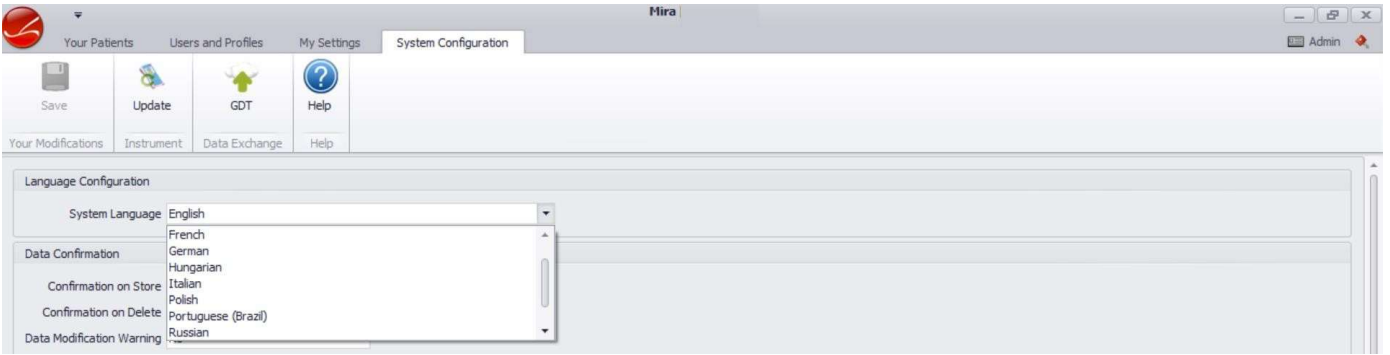 Mira
Your Patients Users and Profiles My Settings System Configuration Admin
Save Update GDT Help
Your Modifications Instrument Data Exchange Help
Language Configuration
System Language English
French
Data Confirmation German
Hungarian
Confirmation on Store Italian
Polish
Confirmation on Delete Portuguese (Brazil)
Data Modification Warning Russian